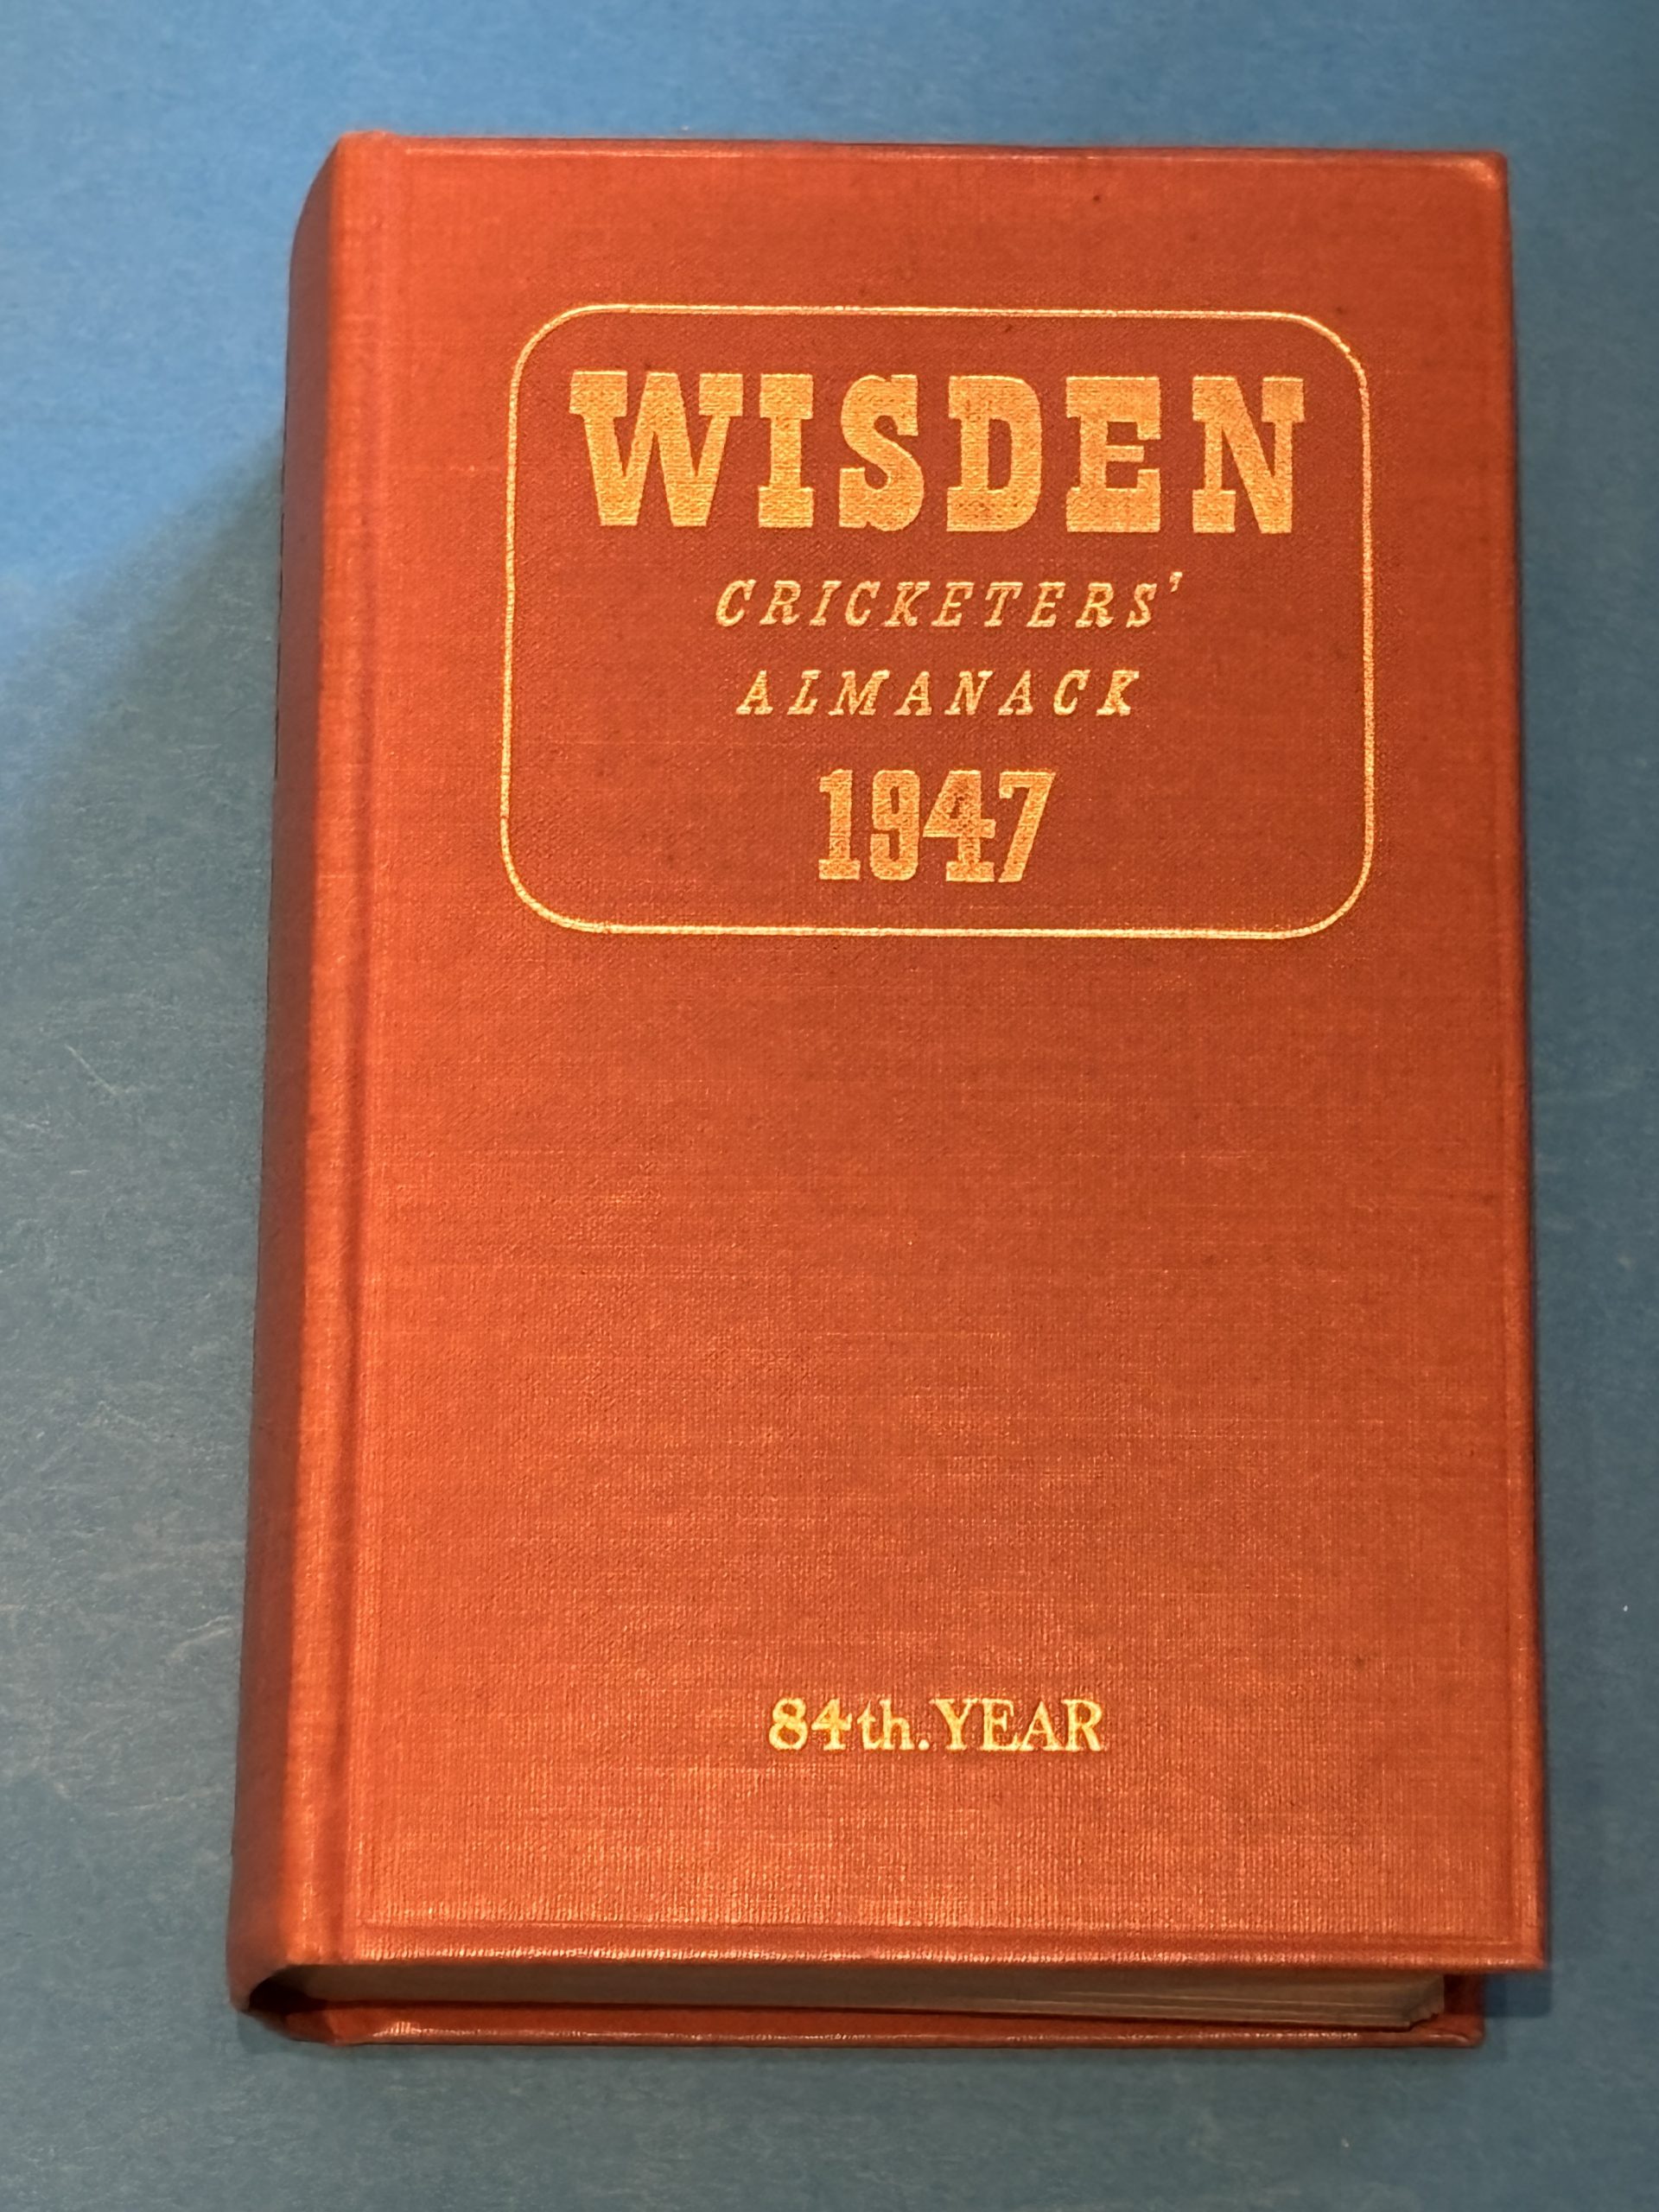 WISDEN
CRICKETERS'
ALMANACK
1947
84th.YEAR